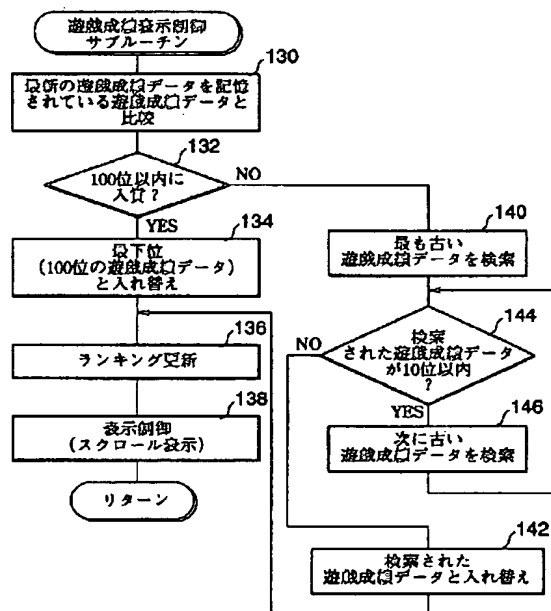 遊戯成績表示制御
サブルーチン
130
最新の遊戯成績データを記憶
されている遊戯成績データと
比較
132
100位以内に
入賞？
NO
YES
134
最下位
(100位の遊戯成績データ)
と入れ替え
136
ランキング更新
138
表示制御
(スクロール表示)
リターン
140
最も古い
遊戯成績データを検索
144
検索
された遊戯成績データ
が10位以内
？
NO
YES
146
次に古い
遊戯成績データを検索
142
検索された
遊戯成績データと入れ替え